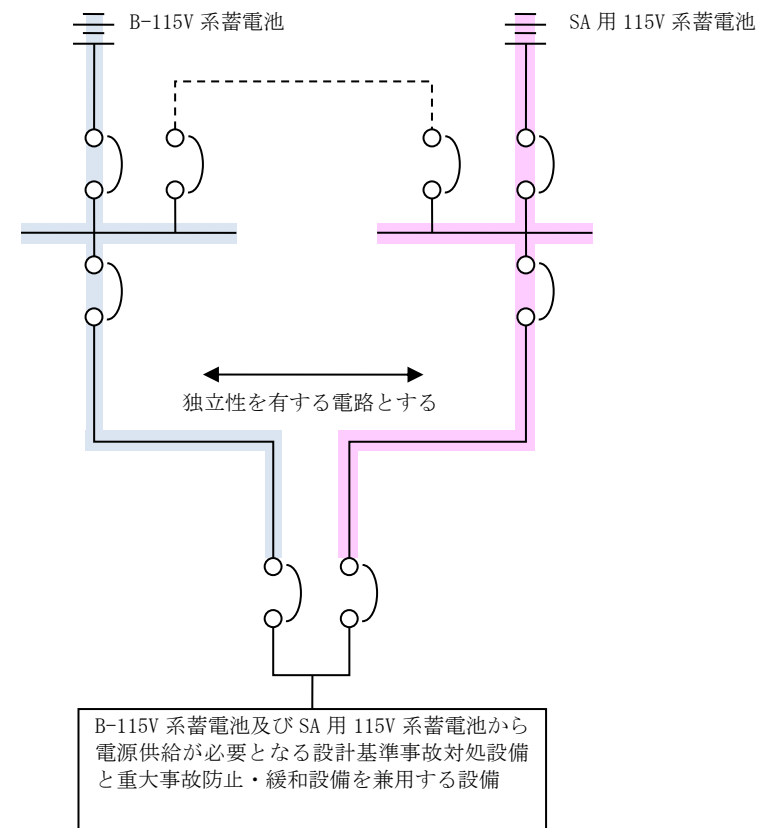 B-115V 系蓄電池
SA 用 115V 系蓄電池
独立性を有する電路とする
B-115V 系蓄電池及び SA 用 115V 系蓄電池から
電源供給が必要となる設計基準事故対処設備
と重大事故防止・緩和設備を兼用する設備